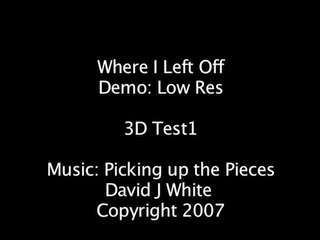 Where I Left Off
Demo: Low Res
3D Test1
Music: Picking up the Pieces
David J White
Copyright 2007